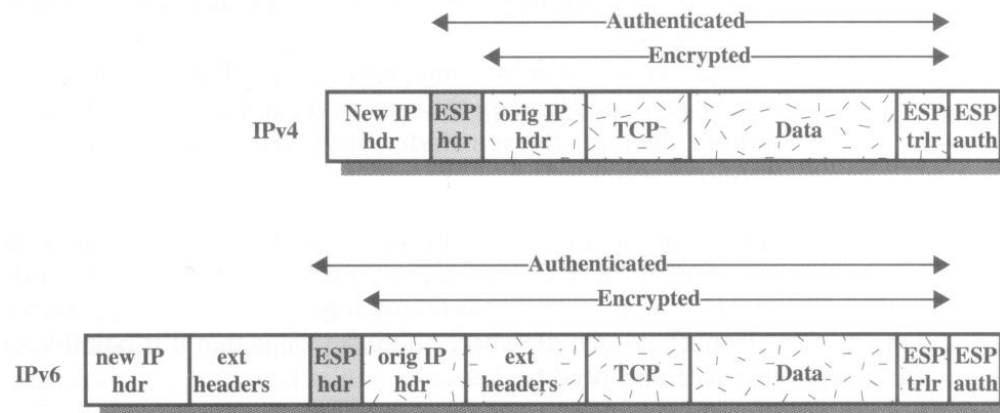 Authenticated
Encrypted
IPv4
New IP hdr
ESP hdr
orig IP hdr
TCP
Data
ESP trlr
ESP auth
Authenticated
Encrypted
IPv6
new IP hdr
ext headers
ESP hdr
orig IP hdr
ext headers
TCP
Data
ESP trlr
ESP auth